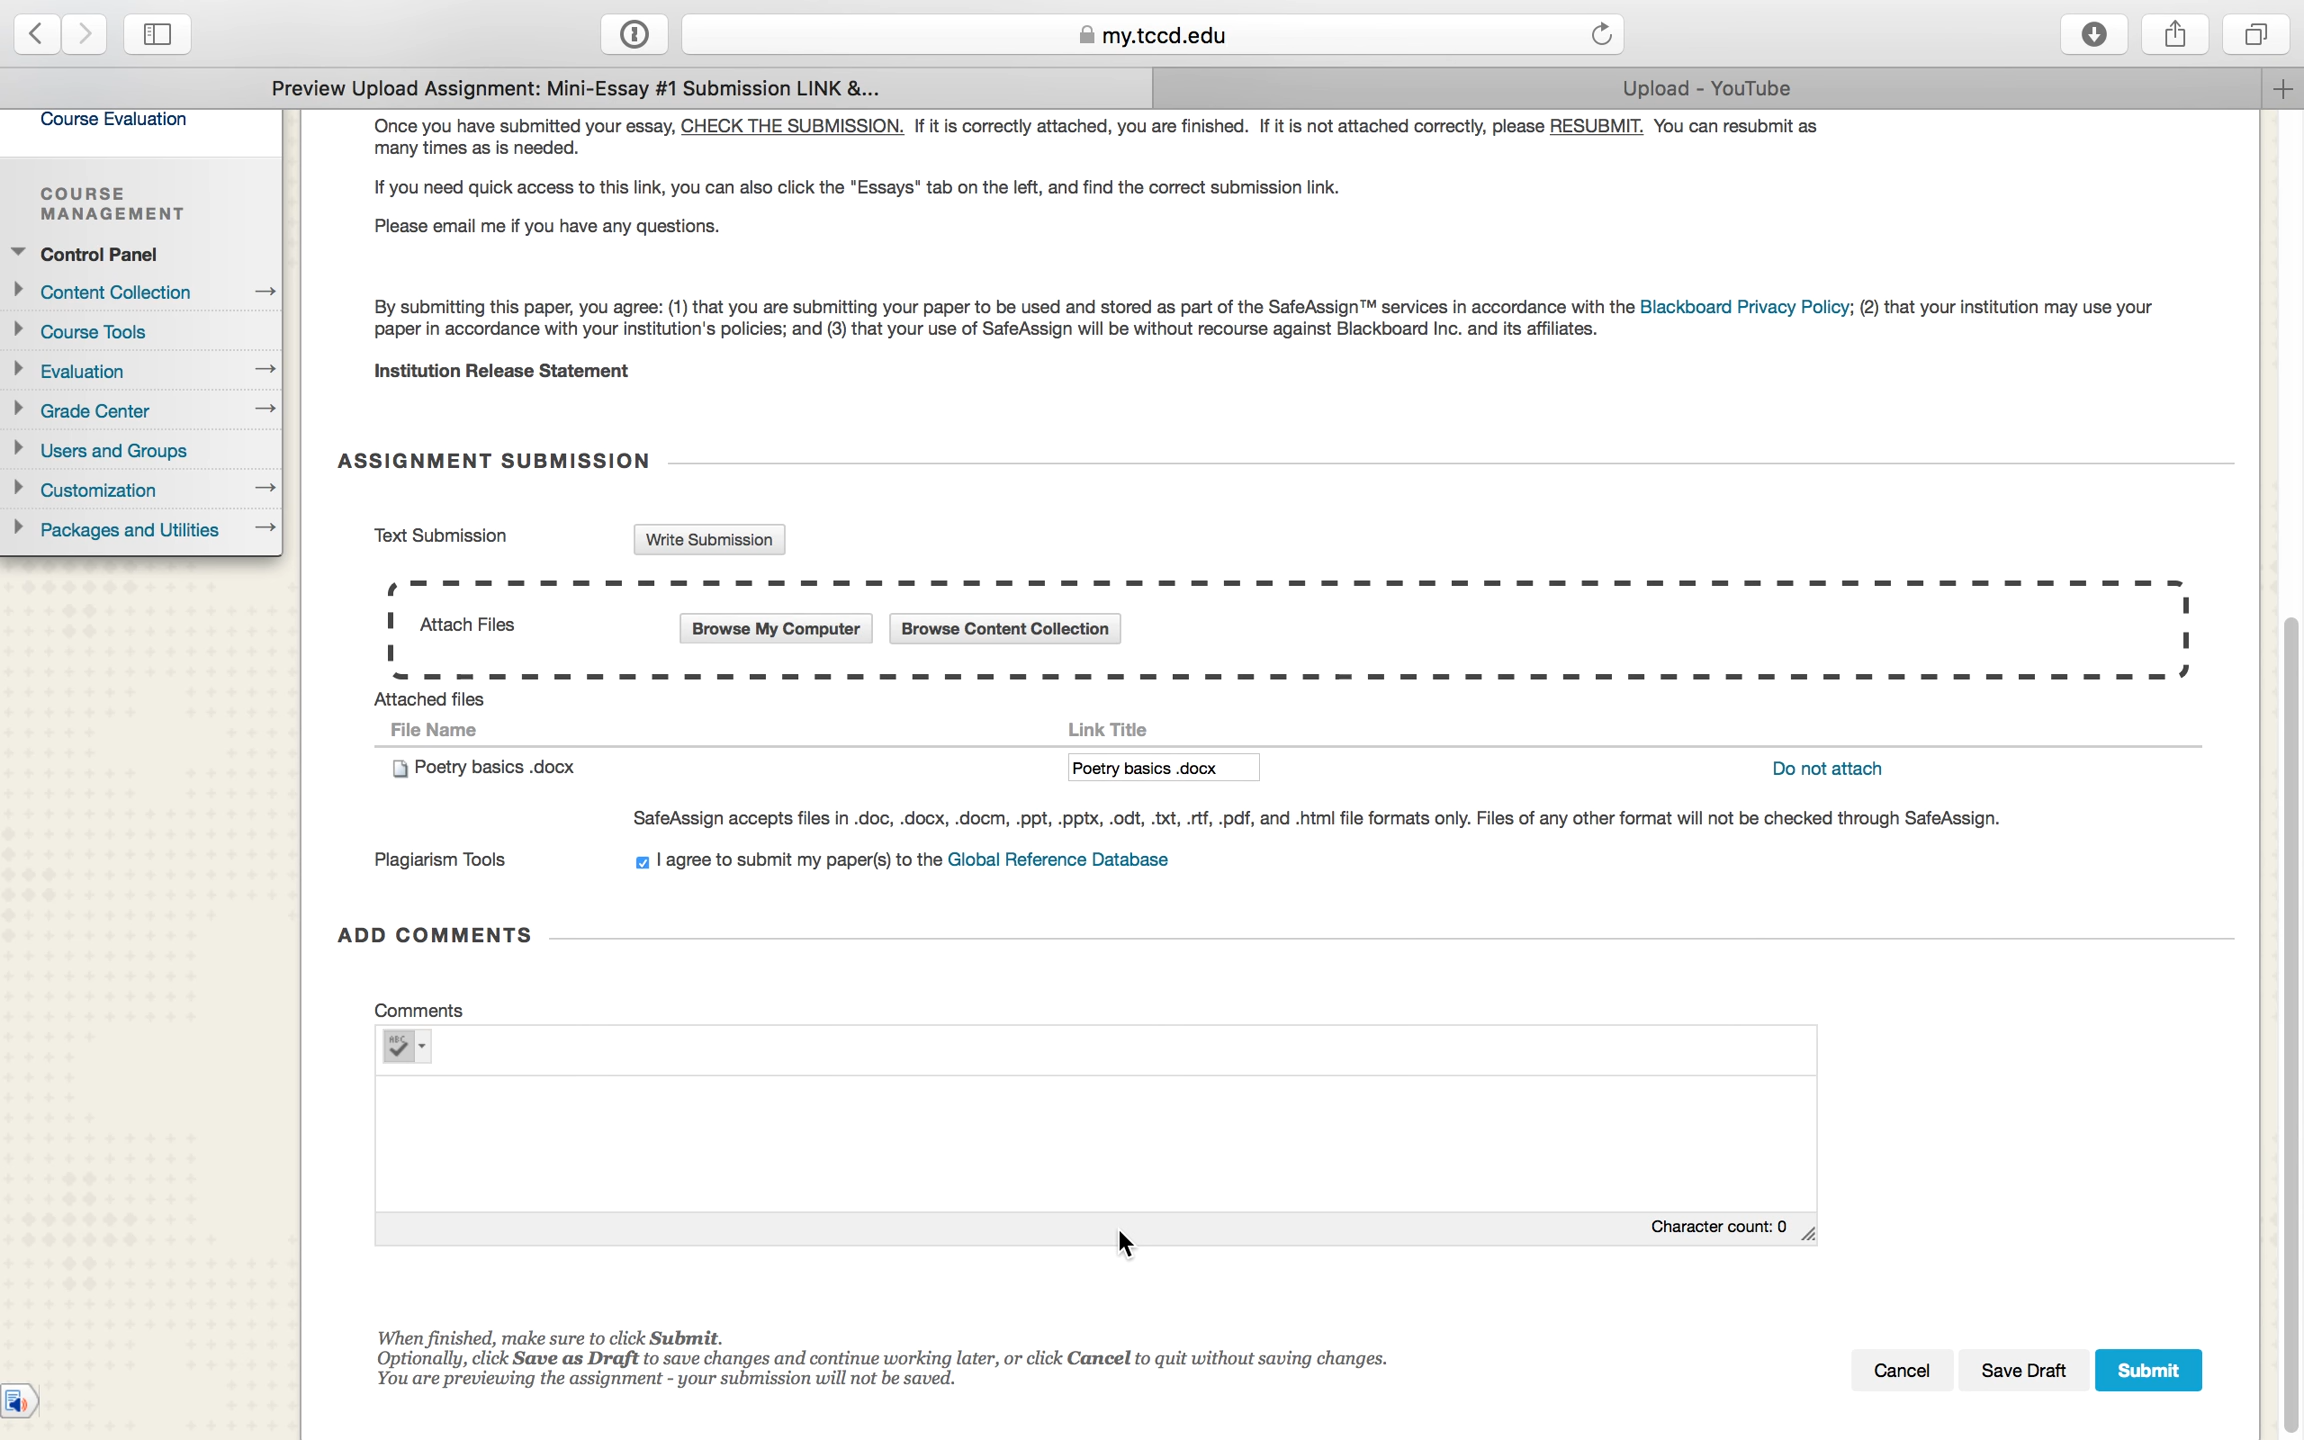 my.tccd.edu
Preview Upload Assignment: Mini-Essay #1 Submission LINK &...
Upload - YouTube
Course Evaluation
COURSE
MANAGEMENT
Control Panel
Content Collection
Course Tools
Evaluation
Grade Center
Users and Groups
Customization
Packages and Utilities
Once you have submitted your essay, CHECK THE SUBMISSION. If it is correctly attached, you are finished. If it is not attached correctly, please RESUBMIT. You can resubmit as
many times as is needed.
If you need quick access to this link, you can also click the "Essays" tab on the left, and find the correct submission link.
Please email me if you have any questions.
By submitting this paper, you agree: (1) that you are submitting your paper to be used and stored as part of the SafeAssign™ services in accordance with the Blackboard Privacy Policy; (2) that your institution may use your
paper in accordance with your institution's policies; and (3) that your use of SafeAssign will be without recourse against Blackboard Inc. and its affiliates.
Institution Release Statement
ASSIGNMENT SUBMISSION
Text Submission Write Submission
Attach Files Browse My Computer Browse Content Collection
Attached files
File Name Link Title
Poetry basics .docx Poetry basics .docx Do not attach
SafeAssign accepts files in .doc, .docx, .docm, .ppt, .pptx, .odt, .txt, .rtf, .pdf, and .html file formats only. Files of any other format will not be checked through SafeAssign.
Plagiarism Tools I agree to submit my paper(s) to the Global Reference Database
ADD COMMENTS
Comments
ABC
Character count: 0
When finished, make sure to click Submit.
Optionally, click Save as Draft to save changes and continue working later, or click Cancel to quit without saving changes.
You are previewing the assignment - your submission will not be saved.
Cancel Save Draft Submit